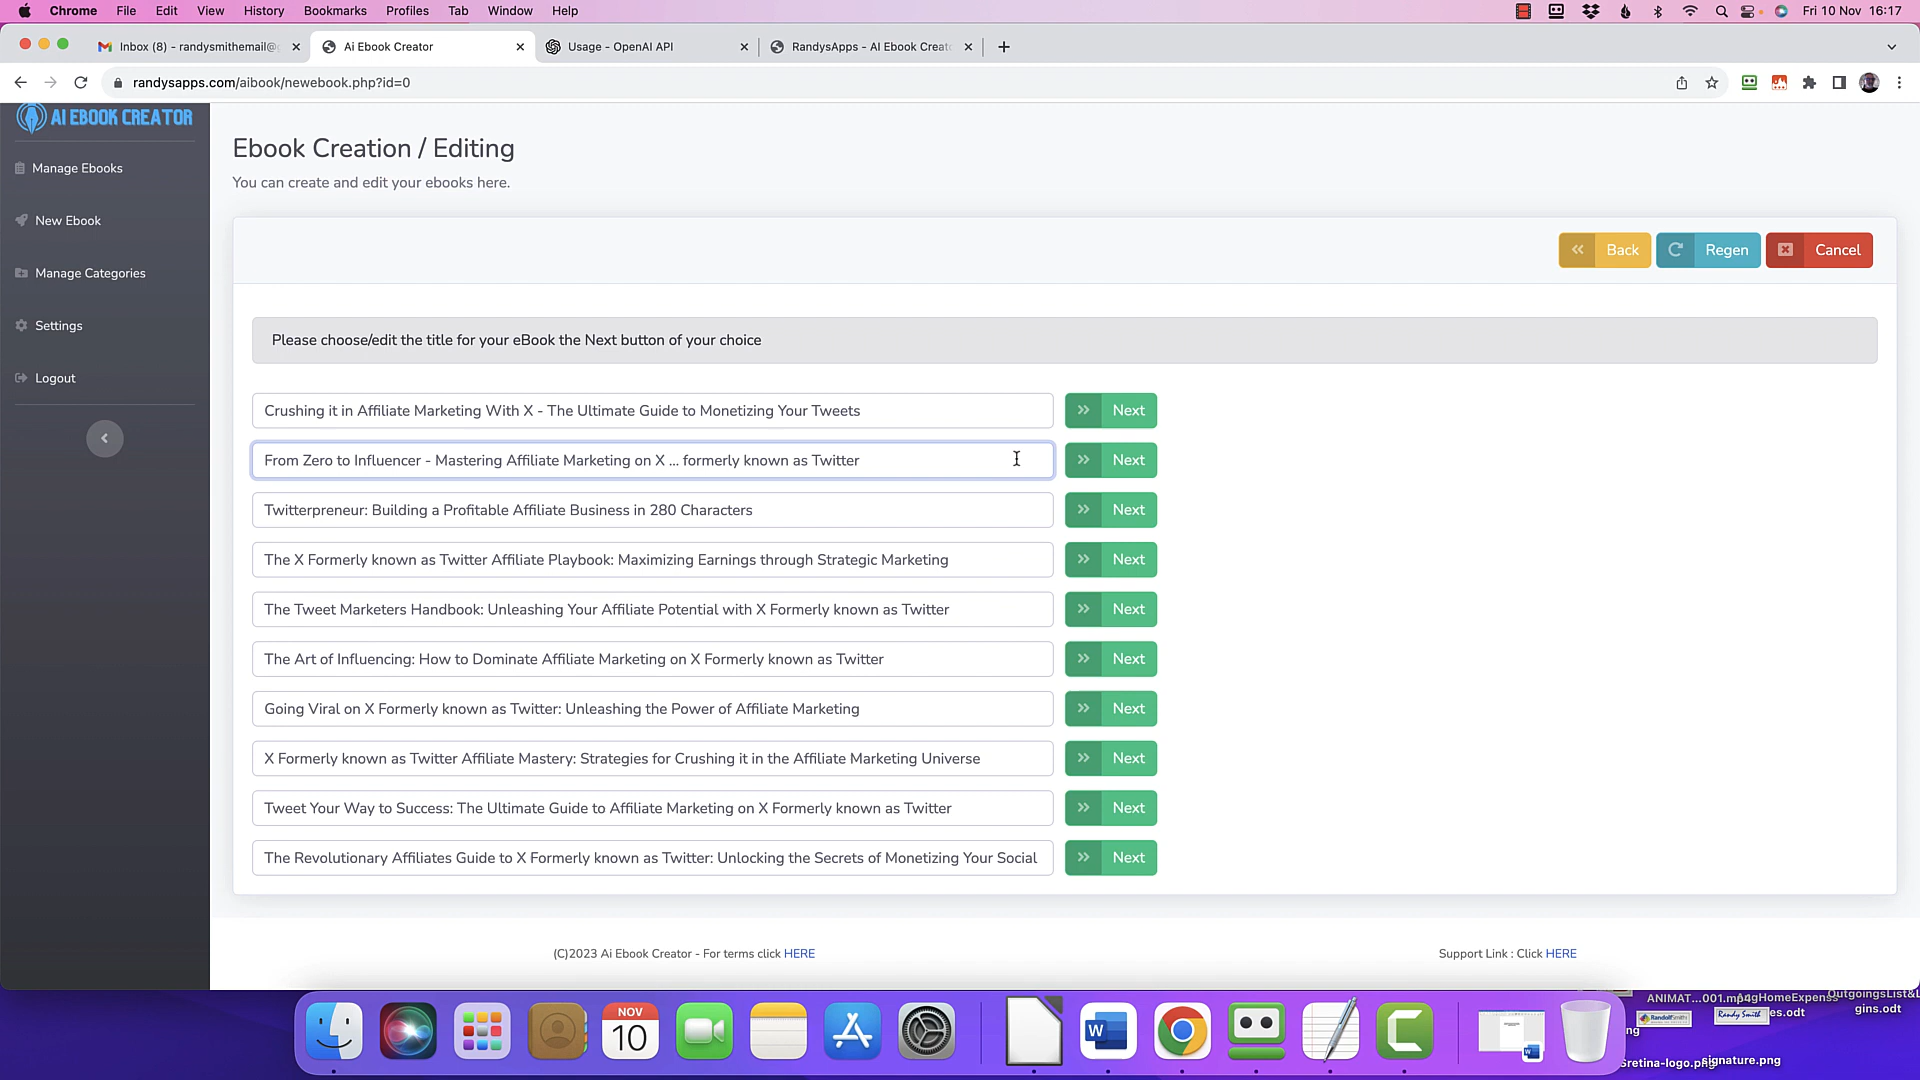 Chrome File Edit View History Bookmarks Profiles Tab Window Help Fri 10 Nov 16:17
Inbox (8) - randysmithemail@ Ai Ebook Creator Usage - OpenAI API RandysApps - AI Ebook Creat
randysapps.com/aibook/newebook.php?id=0
AI EBOOK CREATOR
Manage Ebooks
New Ebook
Manage Categories
Settings
Logout
Ebook Creation / Editing
You can create and edit your ebooks here.
Back Regen Cancel
Please choose/edit the title for your eBook the Next button of your choice
Crushing it in Affiliate Marketing With X - The Ultimate Guide to Monetizing Your Tweets Next
From Zero to Influencer - Mastering Affiliate Marketing on X ... formerly known as Twitter Next
Twitterpreneur: Building a Profitable Affiliate Business in 280 Characters Next
The X Formerly known as Twitter Affiliate Playbook: Maximizing Earnings through Strategic Marketing Next
The Tweet Marketers Handbook: Unleashing Your Affiliate Potential with X Formerly known as Twitter Next
The Art of Influencing: How to Dominate Affiliate Marketing on X Formerly known as Twitter Next
Going Viral on X Formerly known as Twitter: Unleashing the Power of Affiliate Marketing Next
X Formerly known as Twitter Affiliate Mastery: Strategies for Crushing it in the Affiliate Marketing Universe Next
Tweet Your Way to Success: The Ultimate Guide to Affiliate Marketing on X Formerly known as Twitter Next
The Revolutionary Affiliates Guide to X Formerly known as Twitter: Unlocking the Secrets of Monetizing Your Social Next
(C)2023 Ai Ebook Creator - For terms click HERE Support Link : Click HERE
NOV
10
W
ANIMAT...001.mp4
es.odt
gins.odt
Randy Smith
signature.png